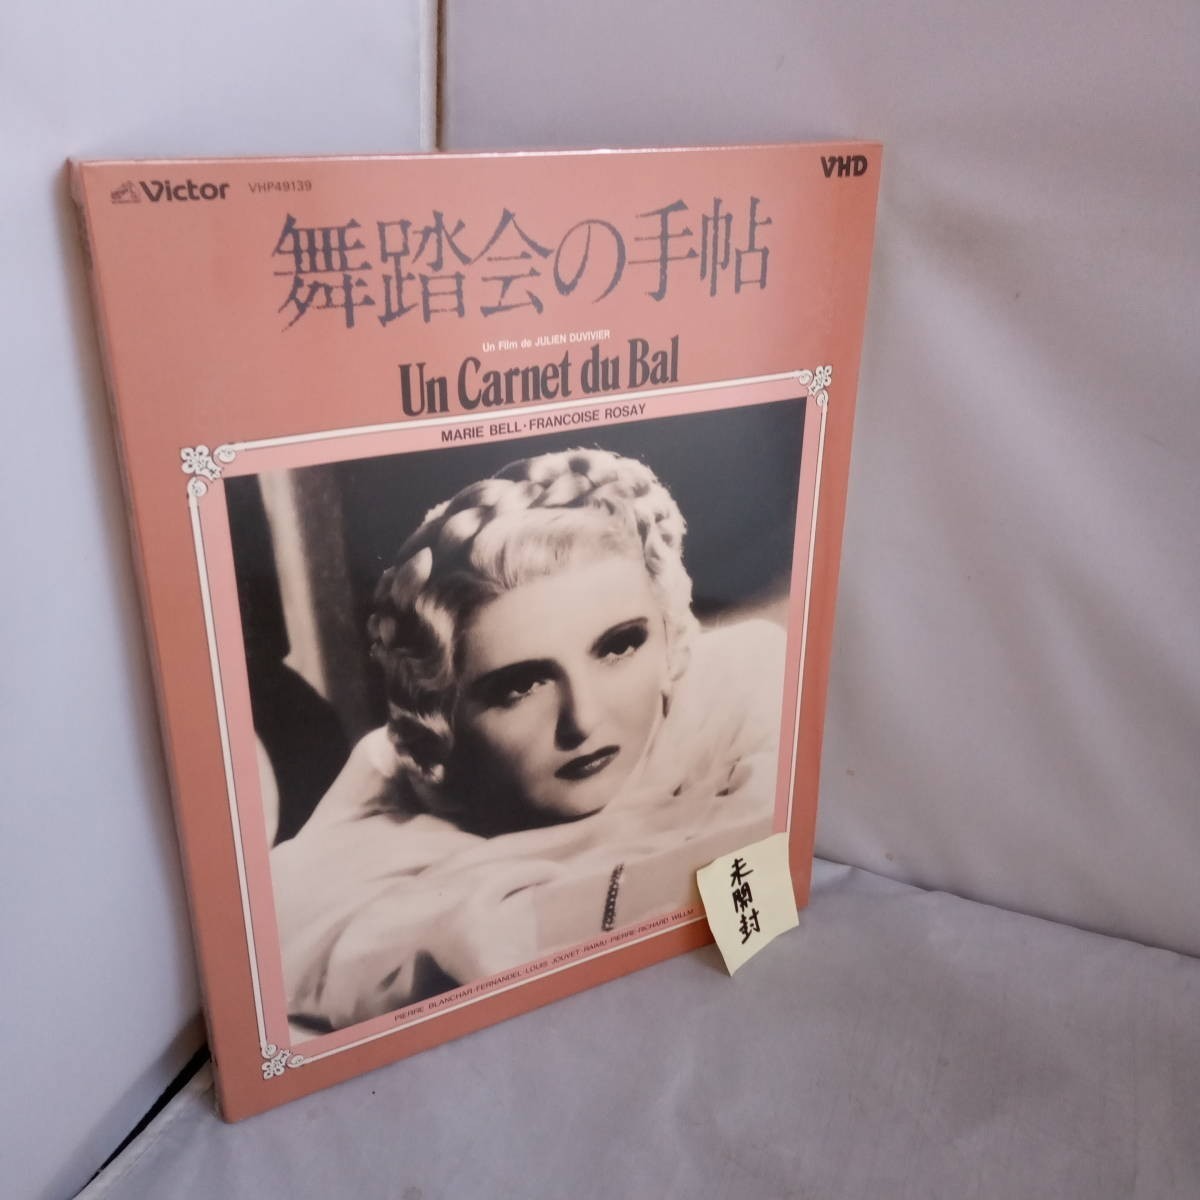 Victor VHP49139
VHD
舞踏会の手帖
Un Film de JULIEN DUVIVIER
Un Carnet du Bal
MARIE BELL・FRANCOISE ROSAY
未開封
PIERRE BLANCHAR・FERNANDEL・LOUIS JOUVET・RAIMU・PIERRE-RICHARD WILLM